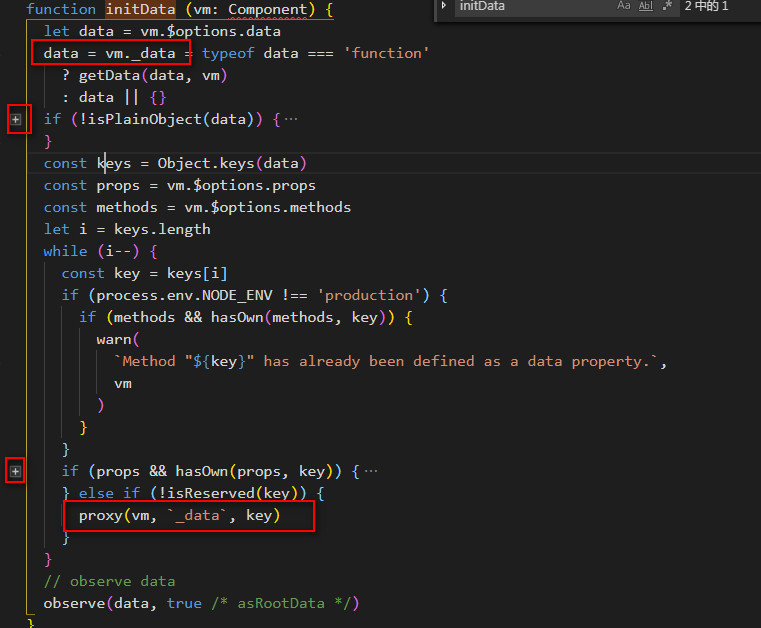 function initData (vm: Component) {
initData
Aa Abl .* 2 中的 1
let data = vm.$options.data
data = vm._data = typeof data === 'function'
? getData(data, vm)
: data || {}
if (!isPlainObject(data)) {···
}
const keys = Object.keys(data)
const props = vm.$options.props
const methods = vm.$options.methods
let i = keys.length
while (i--) {
const key = keys[i]
if (process.env.NODE_ENV !== 'production') {
if (methods && hasOwn(methods, key)) {
warn(
`Method "${key}" has already been defined as a data property.`,
vm
)
}
}
if (props && hasOwn(props, key)) {···
} else if (!isReserved(key)) {
proxy(vm, `_data`, key)
}
}
// observe data
observe(data, true /* asRootData */)
}